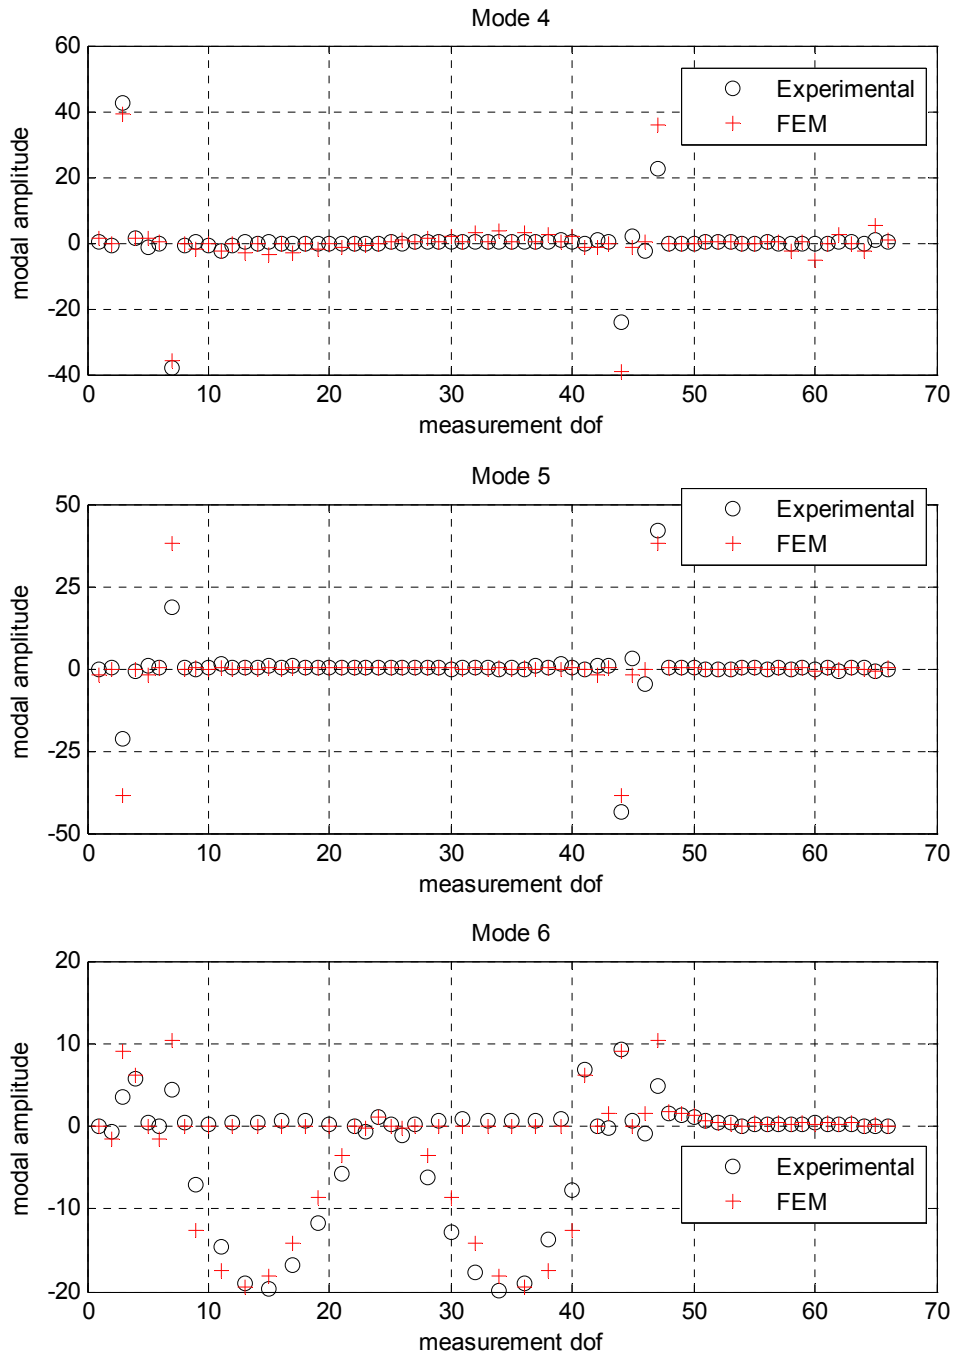 Mode 4
60
40
20
0
-20
-40
modal amplitude
0 10 20 30 40 50 60 70
measurement dof
Experimental
FEM
Mode 5
50
25
0
-25
-50
modal amplitude
0 10 20 30 40 50 60 70
measurement dof
Experimental
FEM
Mode 6
20
10
0
-10
-20
modal amplitude
0 10 20 30 40 50 60 70
measurement dof
Experimental
FEM